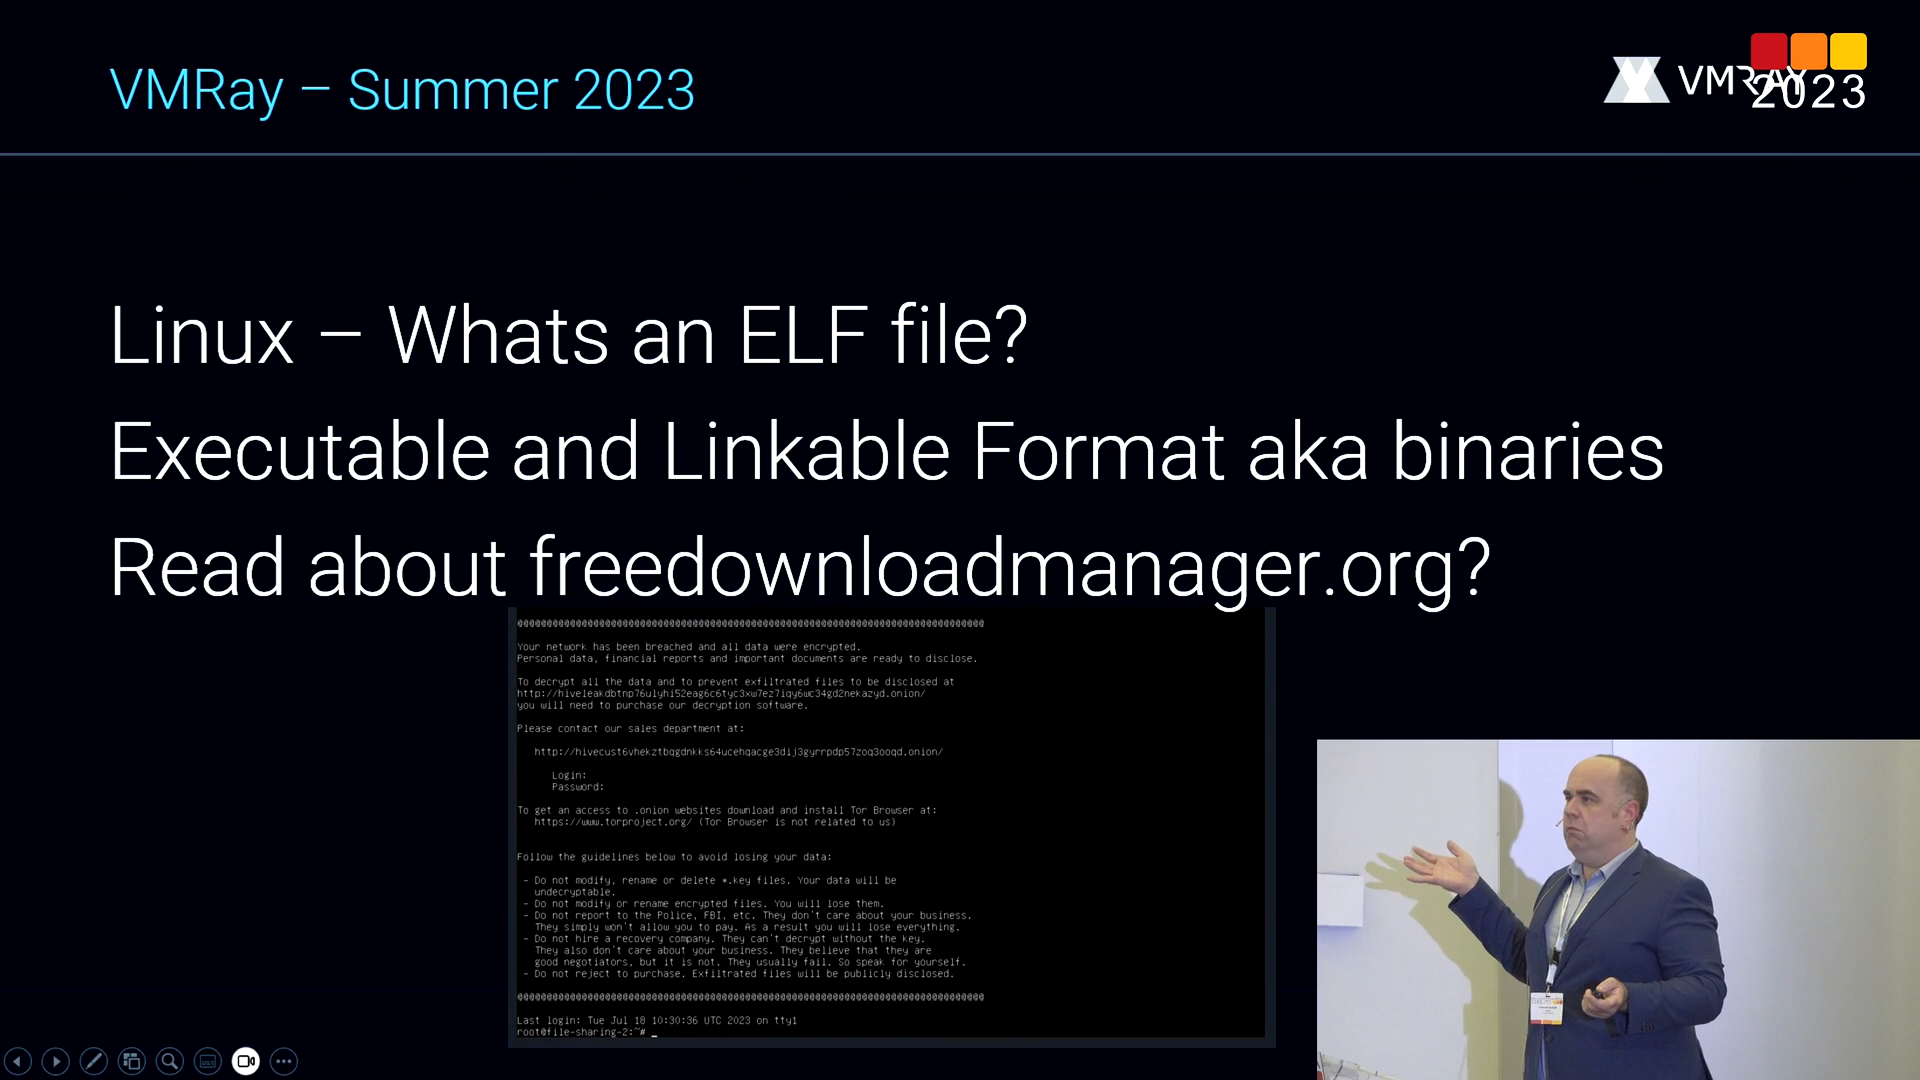 VMRay – Summer 2023
VMRAY
2023
Linux – Whats an ELF file?
Executable and Linkable Format aka binaries
Read about freedownloadmanager.org?
Your network has been breached and all data were encrypted.
Personal data, financial reports and important documents are ready to disclose.
To decrypt all the data and to prevent exfiltrated files to be disclosed at
http://hiveleakdbtnp76ulyhi52eag6c6tyc3xw7ez7iqy6wc34gd2nekazyd.onion/
you will need to purchase our decryption software.
Please contact our sales department at:
http://hivecust6vhekztbqgdnkks64ucehqacge3dij3gyrrpdp57zoq3ooqd.onion/
Login:
Password:
To get an access to .onion websites download and install Tor Browser at:
https://www.torproject.org/ (Tor Browser is not related to us)
Follow the guidelines below to avoid losing your data:
- Do not modify, rename or delete *.key files. Your data will be
undecryptable.
- Do not modify or rename encrypted files. You will lose them.
- Do not report to the Police, FBI, etc. They don't care about your business.
They simply won't allow you to pay. As a result you will lose everything.
- Do not hire a recovery company. They can't decrypt without the key.
They also don't care about your business. They believe that they are
good negotiators, but it is not. They usually fail. So speak for yourself.
- Do not reject to purchase. Exfiltrated files will be publicly disclosed.
Last login: Tue Jul 18 10:30:36 UTC 2023 on tty1
root@file-sharing-2:~# _